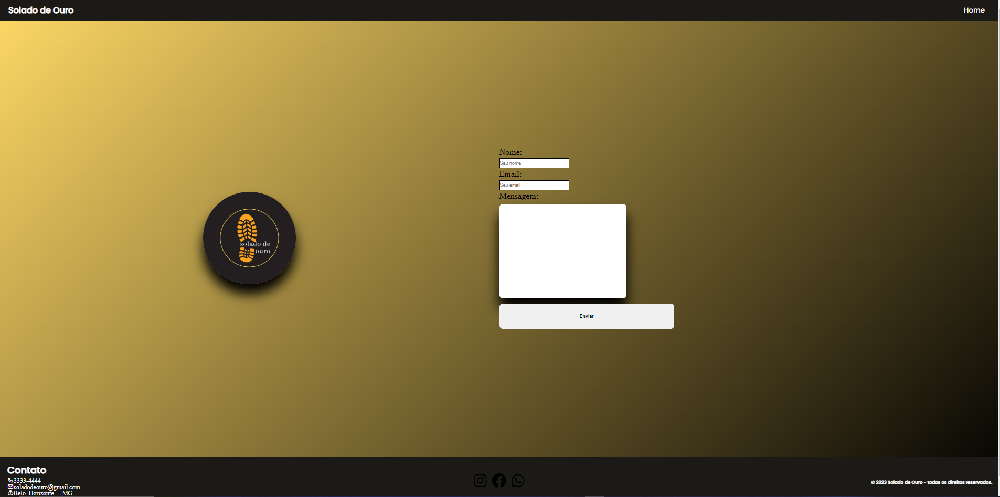 Solado de Ouro
Home
Nome:
Seu nome
Email:
Seu email
Mensagem:
solado de
ouro
Enviar
Contato
3333-4444
soladodeouro@gmail.com
Belo Horizonte - MG
© 2023 Solado de Ouro - todos os direitos reservados.